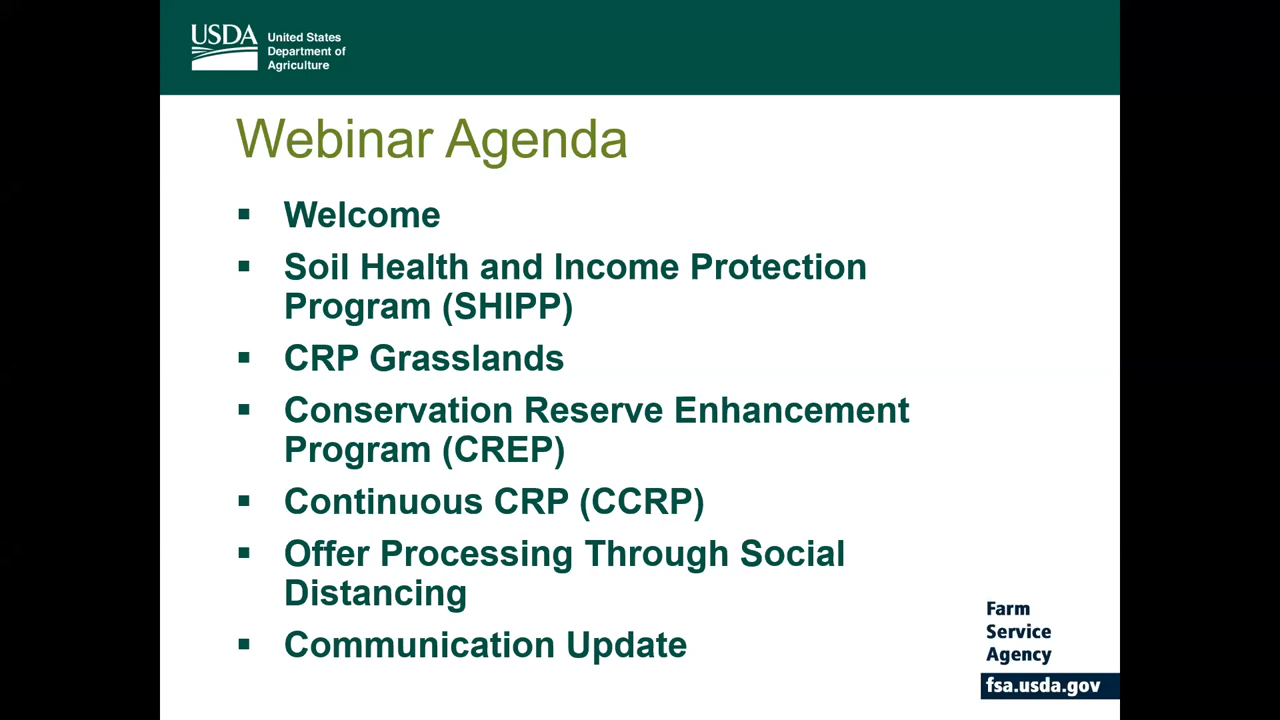 USDA
United States
Department of
Agriculture
Webinar Agenda
▪ Welcome
▪ Soil Health and Income Protection
Program (SHIPP)
▪ CRP Grasslands
▪ Conservation Reserve Enhancement
Program (CREP)
▪ Continuous CRP (CCRP)
▪ Offer Processing Through Social
Distancing
▪ Communication Update
Farm
Service
Agency
fsa.usda.gov